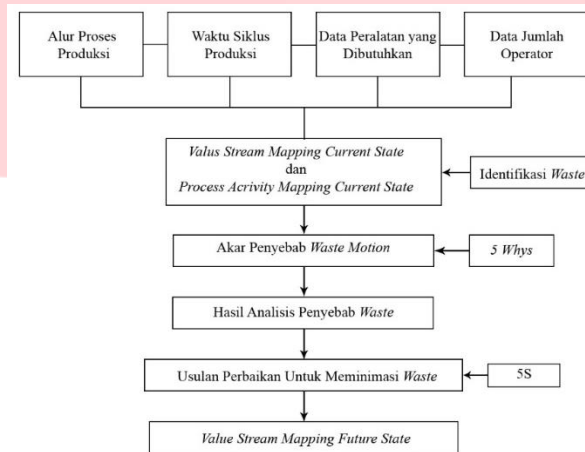 Alur Proses
Produksi
Waktu Siklus
Produksi
Data Peralatan yang
Dibutuhkan
Data Jumlah
Operator
Valus Stream Mapping Current State
dan
Process Acrivity Mapping Current State
Identifikasi Waste
Akar Penyebab Waste Motion
5 Whys
Hasil Analisis Penyebab Waste
Usulan Perbaikan Untuk Meminimasi Waste
5S
Value Stream Mapping Future State